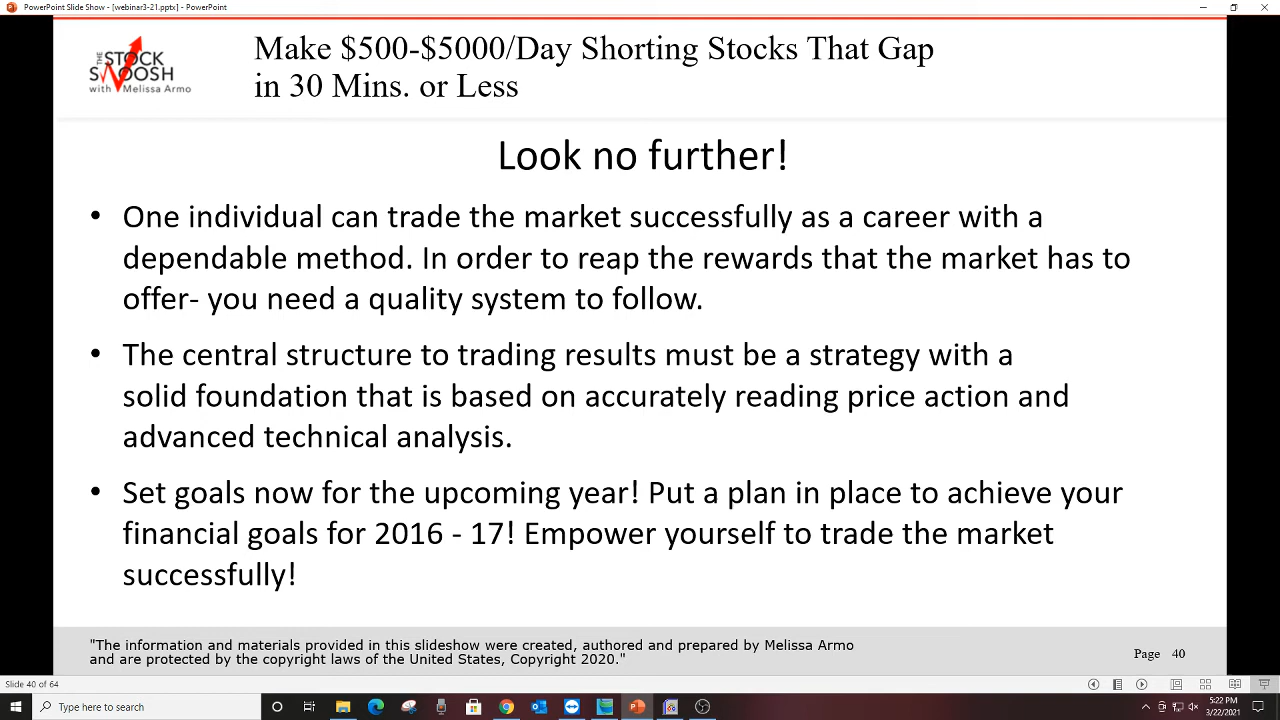 PowerPoint Slide Show - [webinar3-21.pptx] - PowerPoint
THE
STOCK
SWOOSH
with Melissa Armo
Make $500-$5000/Day Shorting Stocks That Gap
in 30 Mins. or Less
Look no further!
• One individual can trade the market successfully as a career with a
dependable method. In order to reap the rewards that the market has to
offer- you need a quality system to follow.
• The central structure to trading results must be a strategy with a
solid foundation that is based on accurately reading price action and
advanced technical analysis.
• Set goals now for the upcoming year! Put a plan in place to achieve your
financial goals for 2016 - 17! Empower yourself to trade the market
successfully!
"The information and materials provided in this slideshow were created, authored and prepared by Melissa Armo
and are protected by the copyright laws of the United States, Copyright 2020."
Page 40
Slide 40 of 64
Type here to search
5:22 PM
3/22/2021